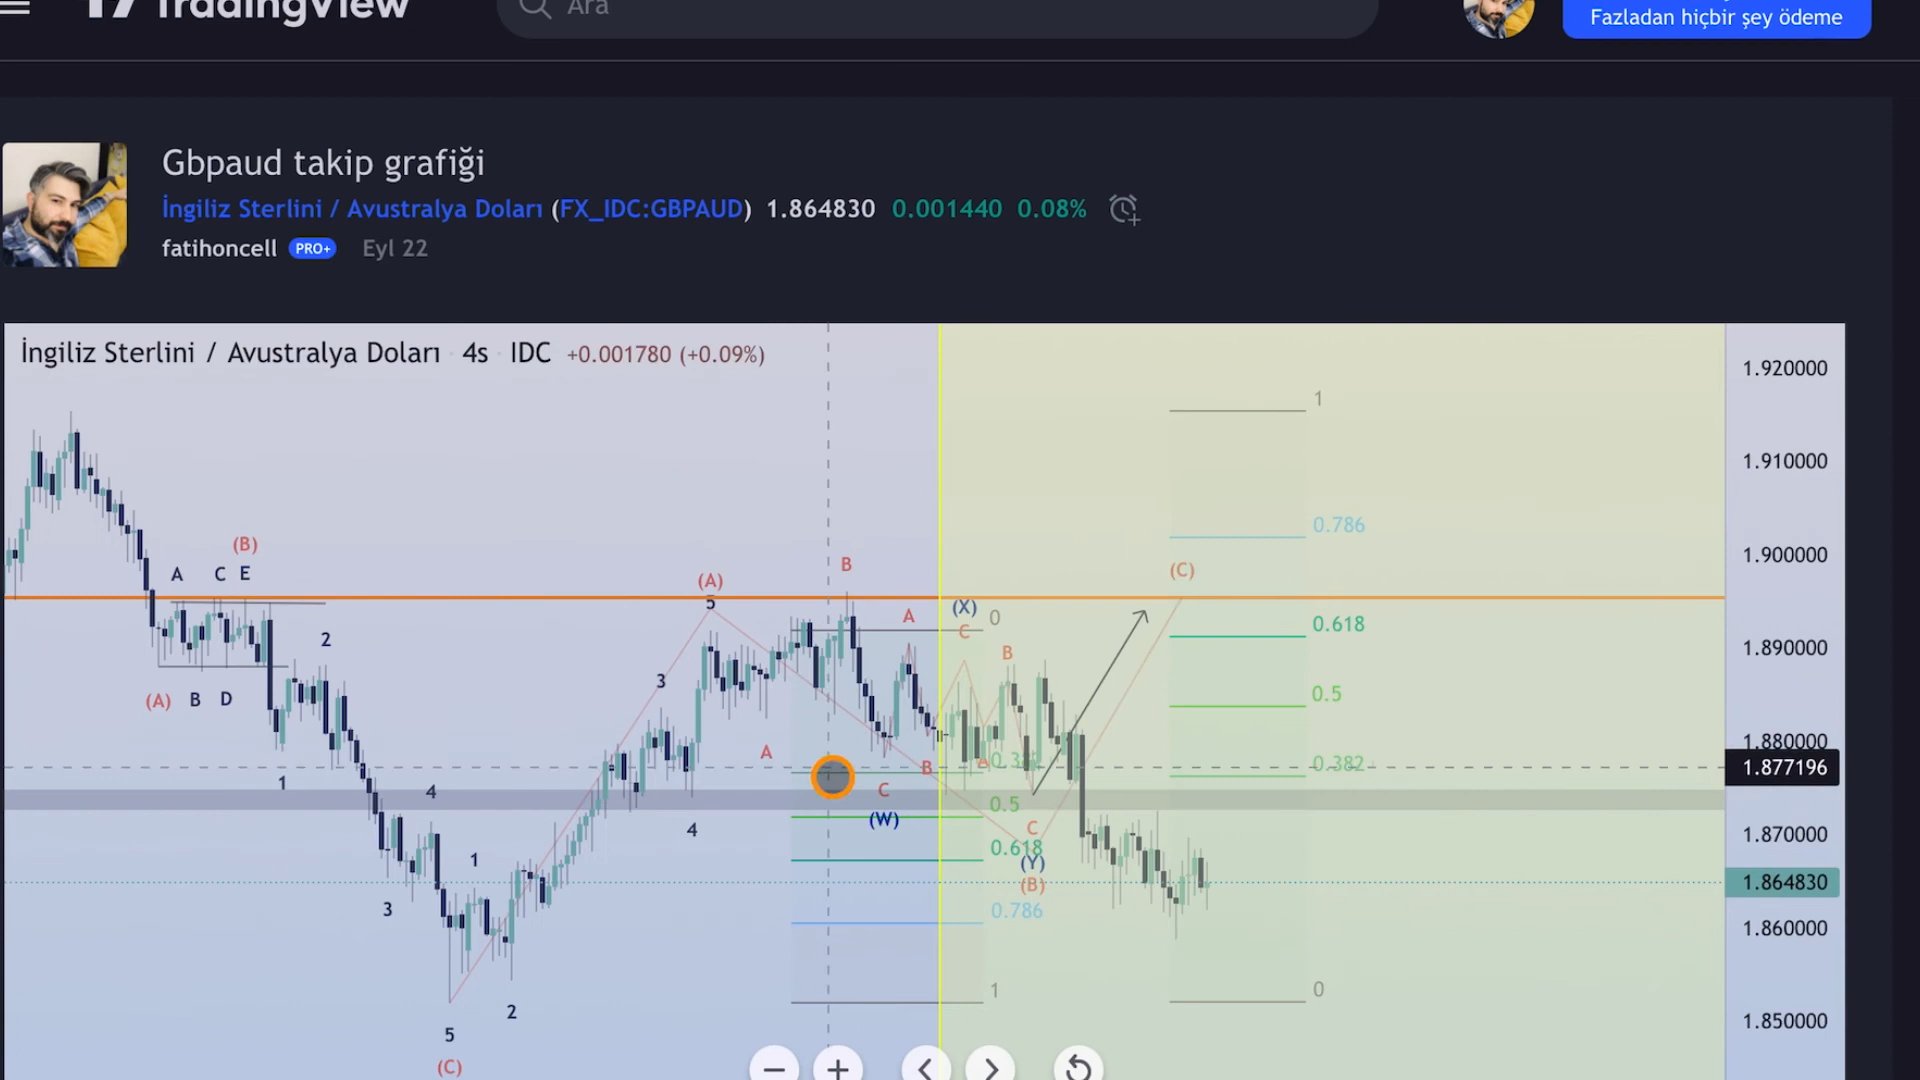 TradingView
Ara
Fazladan hiçbir şey ödeme
Gbpaud takip grafiği
İngiliz Sterlini / Avustralya Doları (FX_IDC:GBPAUD) 1.864830 0.001440 0.08%
fatihoncell PRO+ Eyl 22
İngiliz Sterlini / Avustralya Doları · 4s · IDC +0.001780 (+0.09%)
1.920000
1
1.910000
0.786
1.900000
(B)
A C E
(A)
5
B
(C)
(X)
0
A
C
0.618
1.890000
2
B
3
(A) B D
0.5
1.880000
A
B
0.382
1.877196
1
4
C
(W)
0.5
4
C
1.870000
0.618
(Y)
1
(B)
1.864830
3
0.786
1.860000
2
1
0
5
1.850000
(C)